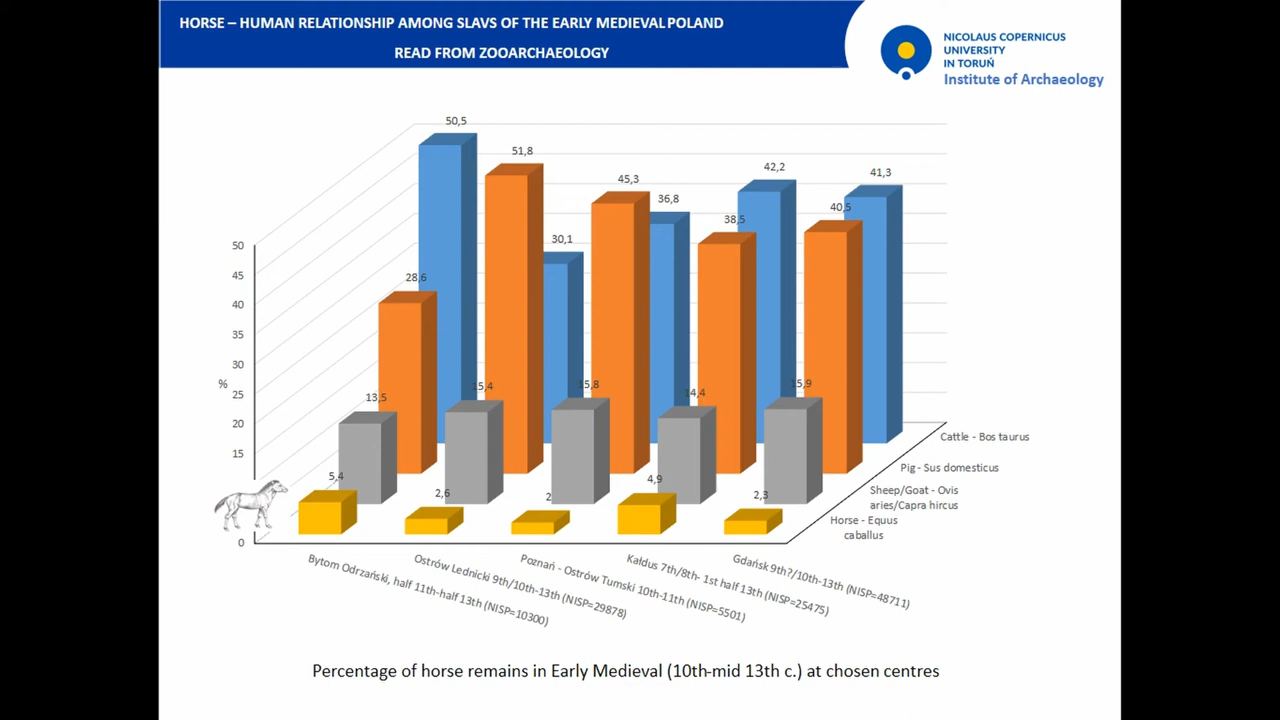 HORSE – HUMAN RELATIONSHIP AMONG SLAVS OF THE EARLY MEDIEVAL POLAND
READ FROM ZOOARCHAEOLOGY
NICOLAUS COPERNICUS
UNIVERSITY
IN TORUŃ
Institute of Archaeology
50,5
51,8
45,3
42,2
41,3
36,8
40,5
38,5
30,1
28,6
13,5
15,4
15,8
14,4
15,9
5,4
2,6
2
4,9
2,3
50
45
40
35
30
25
20
15
0
%
Cattle - Bos taurus
Pig - Sus domesticus
Sheep/Goat - Ovis
aries/Capra hircus
Horse - Equus
caballus
Bytom Odrzański, half 11th-half 13th (NISP=10300)
Ostrów Lednicki 9th/10th-13th (NISP=29878)
Poznań - Ostrów Tumski 10th-11th (NISP=5501)
Kałdus 7th/8th- 1st half 13th (NISP=25475)
Gdańsk 9th?/10th-13th (NISP=48711)
Percentage of horse remains in Early Medieval (10th-mid 13th c.) at chosen centres